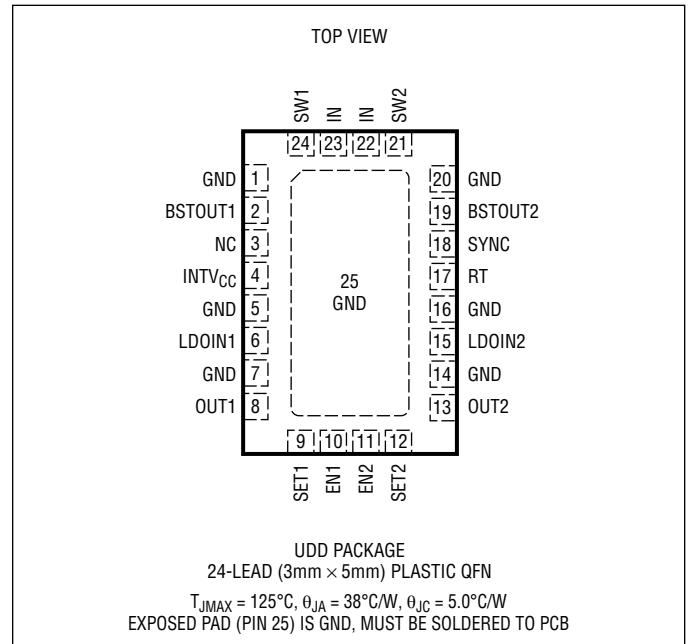 TOP VIEW
SW1 IN IN SW2
24 23 22 21
GND 1 20 GND
BSTOUT1 2 19 BSTOUT2
NC 3 18 SYNC
INTVCC 4 17 RT
25
GND 5 16 GND
GND
LDOIN1 6 15 LDOIN2
GND 7 14 GND
OUT1 8 13 OUT2
9 10 11 12
SET1 EN1 EN2 SET2
UDD PACKAGE
24-LEAD (3mm × 5mm) PLASTIC QFN
TJMAX = 125°C, θJA = 38°C/W, θJC = 5.0°C/W
EXPOSED PAD (PIN 25) IS GND, MUST BE SOLDERED TO PCB